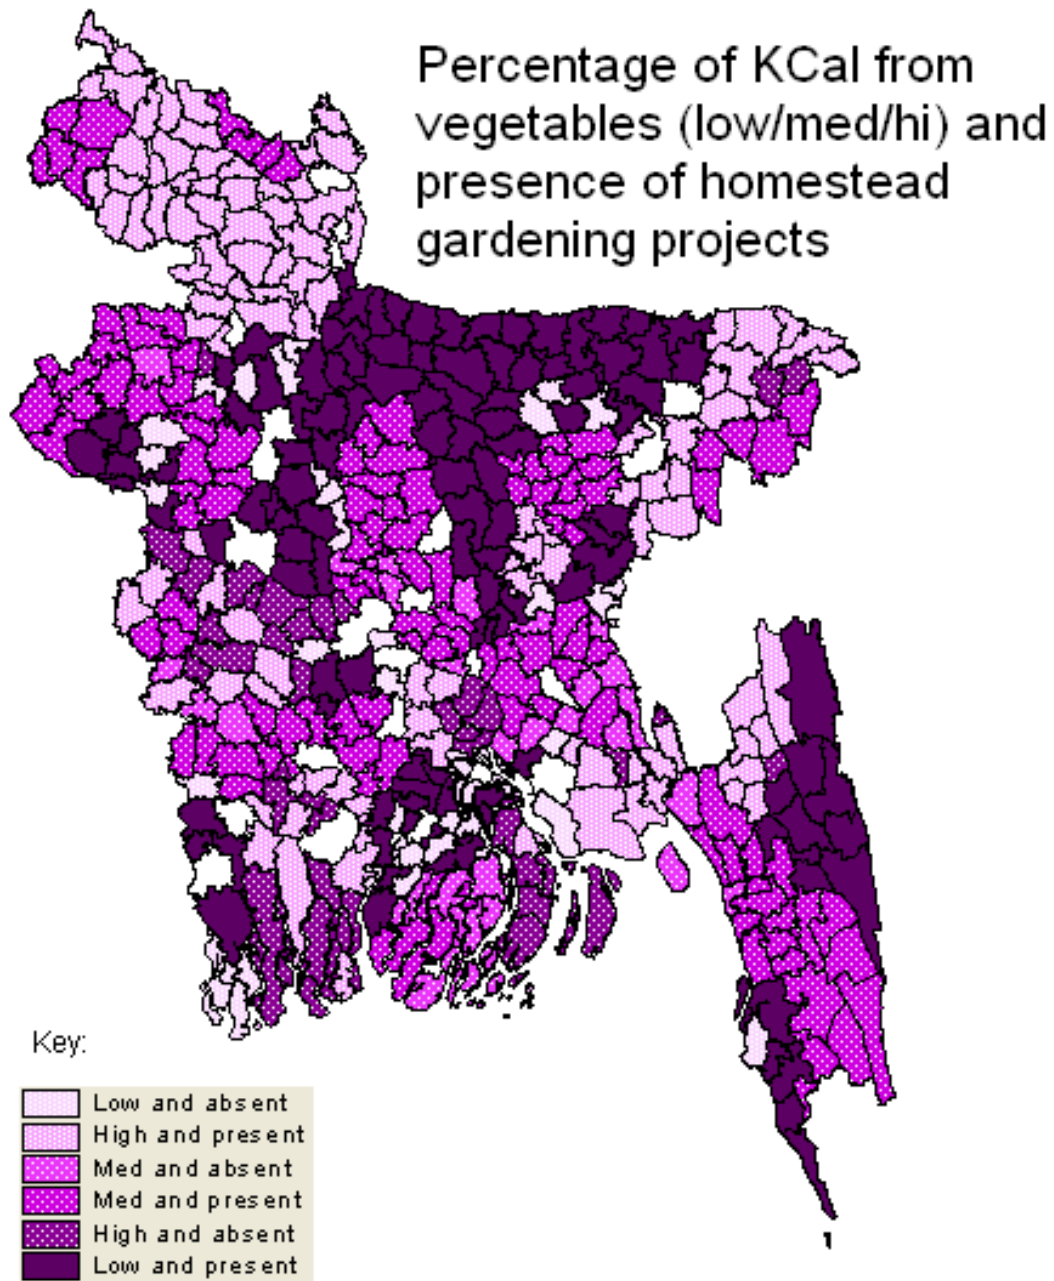 Percentage of KCal from
vegetables (low/med/hi) and
presence of homestead
gardening projects
Key:
Low and absent
High and present
Med and absent
Med and present
High and absent
Low and present